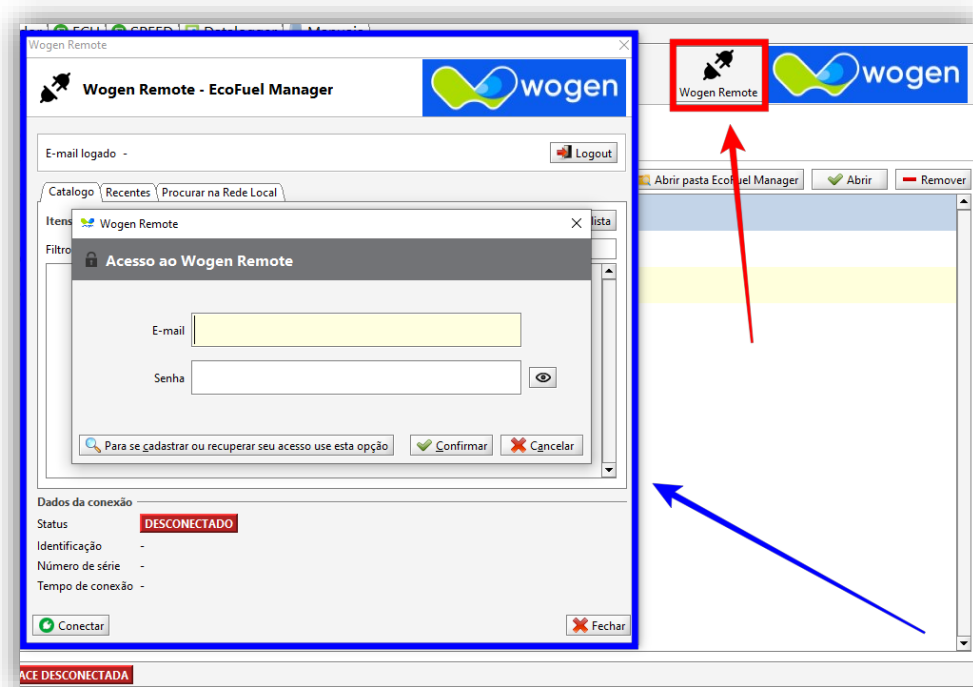 ECU SPEED Datalogger Manuais
Wogen Remote
Wogen Remote - EcoFuel Manager
wogen
Wogen Remote
wogen
E-mail logado -
Logout
Abrir pasta EcoFuel Manager
Abrir
Remover
Catalogo
Recentes
Procurar na Rede Local
Itens
lista
Filtro
Wogen Remote
Acesso ao Wogen Remote
E-mail
Senha
Para se cadastrar ou recuperar seu acesso use esta opção
Confirmar
Cancelar
Dados da conexão
Status DESCONECTADO
Identificação -
Número de série -
Tempo de conexão -
Conectar
Fechar
DESCONECTADA